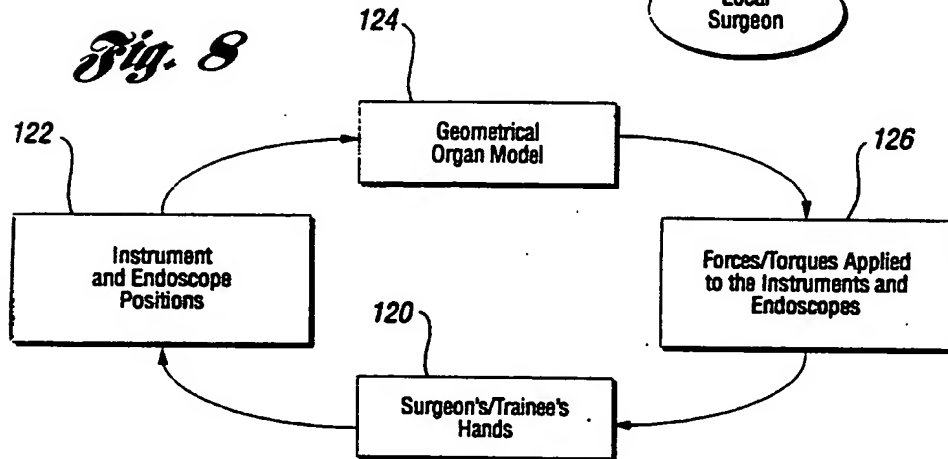 Surgeon
Fig. 8
124
122
Geometrical
Organ Model
126
Instrument
and Endoscope
Positions
Forces/Torques Applied
to the Instruments and
Endoscopes
120
Surgeon's/Trainee's
Hands